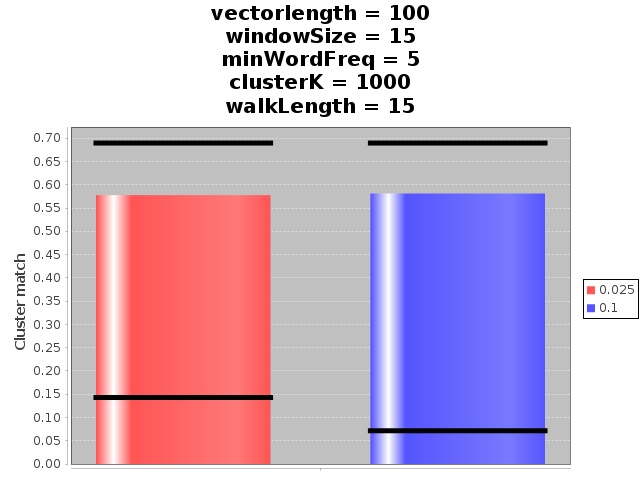 vectorlength = 100
windowSize = 15
minWordFreq = 5
clusterK = 1000
walkLength = 15
0.70
0.65
0.60
0.55
0.50
0.45
0.40
0.35
0.30
0.25
0.20
0.15
0.10
0.05
0.00
Cluster match
0.025
0.1